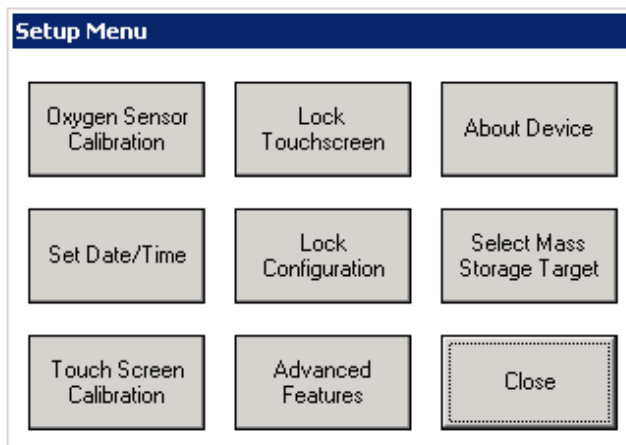 Setup Menu
Oxygen Sensor
Calibration
Lock
Touchscreen
About Device
Set Date/Time
Lock
Configuration
Select Mass
Storage Target
Touch Screen
Calibration
Advanced
Features
Close